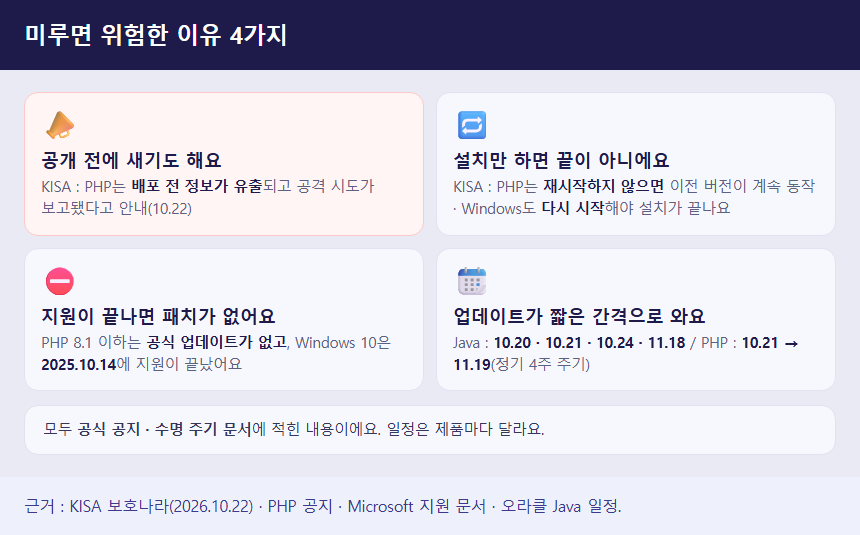 미루면 위험한 이유 4가지
공개 전에 새기도 해요
KISA : PHP는 배포 전 정보가 유출되고 공격 시도가
보고됐다고 안내(10.22)
설치만 하면 끝이 아니에요
KISA : PHP는 재시작하지 않으면 이전 버전이 계속 동작
· Windows도 다시 시작해야 설치가 끝나요
지원이 끝나면 패치가 없어요
PHP 8.1 이하는 공식 업데이트가 없고, Windows 10은
2025.10.14에 지원이 끝났어요
업데이트가 짧은 간격으로 와요
Java : 10.20 · 10.21 · 10.24 · 11.18 / PHP : 10.21 →
11.19(정기 4주 주기)
모두 공식 공지 · 수명 주기 문서에 적힌 내용이에요. 일정은 제품마다 달라요.
근거 : KISA 보호나라(2026.10.22) · PHP 공지 · Microsoft 지원 문서 · 오라클 Java 일정.